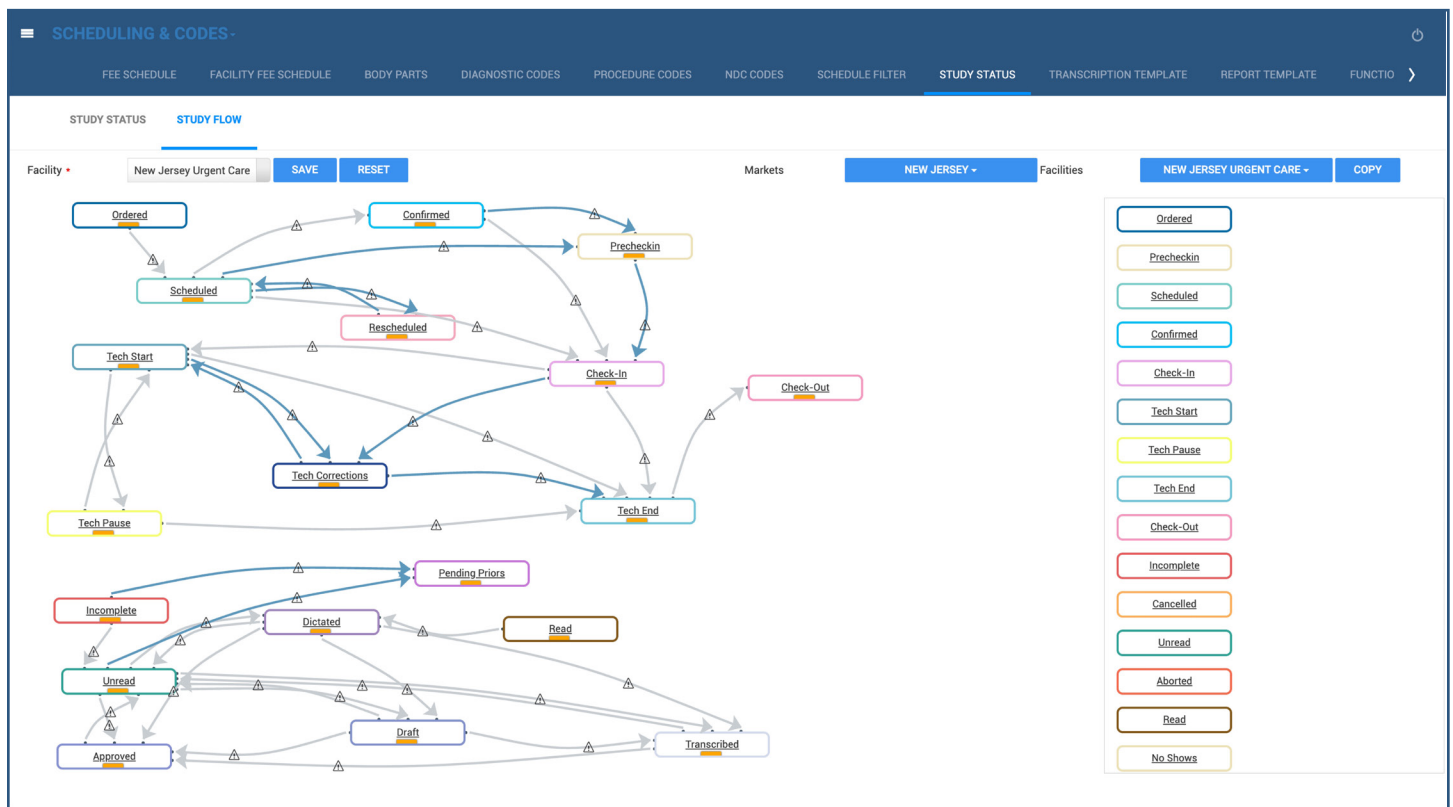 SCHEDULING & CODES
FEE SCHEDULE FACILITY FEE SCHEDULE BODY PARTS DIAGNOSTIC CODES PROCEDURE CODES NDC CODES SCHEDULE FILTER STUDY STATUS TRANSCRIPTION TEMPLATE REPORT TEMPLATE FUNCTIO
STUDY STATUS STUDY FLOW
Facility * New Jersey Urgent Care SAVE RESET Markets NEW JERSEY Facilities NEW JERSEY URGENT CARE COPY
Ordered
Confirmed
Precheckin
Scheduled
Rescheduled
Tech Start
Check-In
Check-Out
Tech Corrections
Tech End
Tech Pause
Pending Priors
Incomplete
Dictated
Read
Unread
Draft
Transcribed
Approved
Ordered
Precheckin
Scheduled
Confirmed
Check-In
Tech Start
Tech Pause
Tech End
Check-Out
Incomplete
Cancelled
Unread
Aborted
Read
No Shows